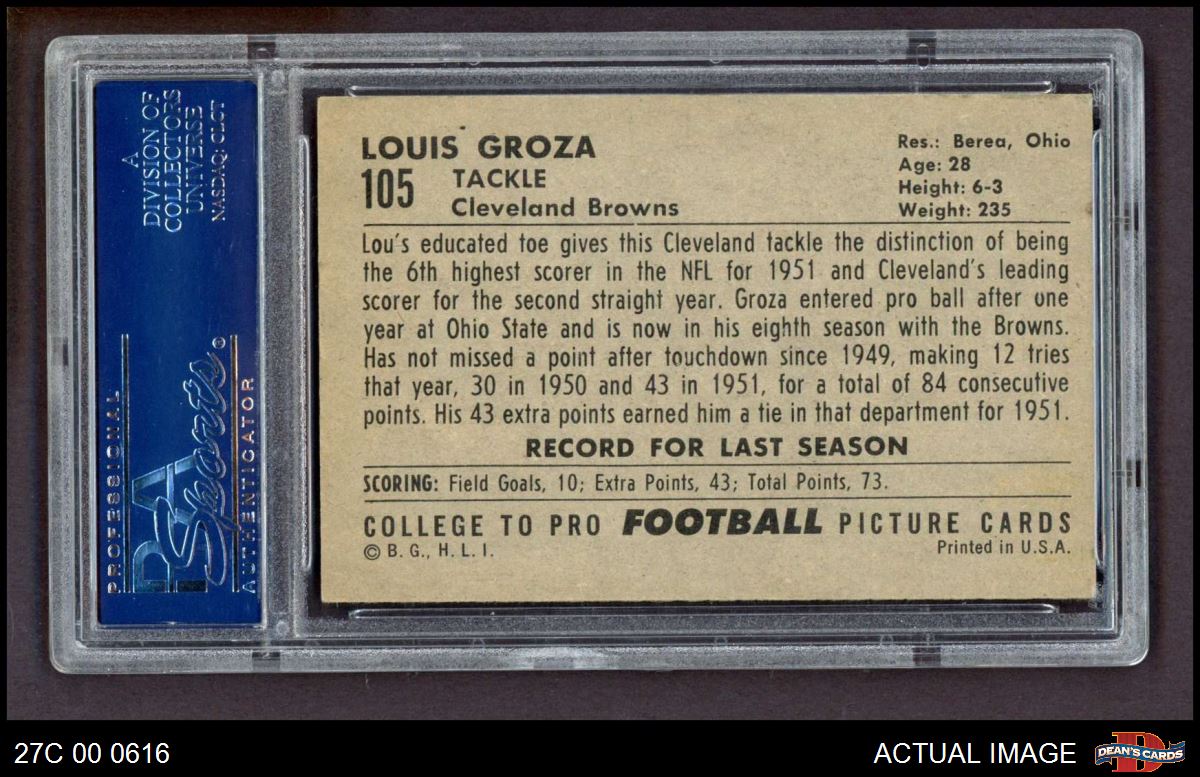 A
DIVISION OF
COLLECTORS
UNIVERSE
NASDAQ: CLCT
PROFESSIONAL
PSA
Sports®
AUTHENTICATOR
LOUIS GROZA
105
TACKLE
Cleveland Browns
Res.: Berea, Ohio
Age: 28
Height: 6-3
Weight: 235
Lou's educated toe gives this Cleveland tackle the distinction of being
the 6th highest scorer in the NFL for 1951 and Cleveland's leading
scorer for the second straight year. Groza entered pro ball after one
year at Ohio State and is now in his eighth season with the Browns.
Has not missed a point after touchdown since 1949, making 12 tries
that year, 30 in 1950 and 43 in 1951, for a total of 84 consecutive
points. His 43 extra points earned him a tie in that department for 1951.
RECORD FOR LAST SEASON
SCORING: Field Goals, 10; Extra Points, 43; Total Points, 73.
COLLEGE TO PRO FOOTBALL PICTURE CARDS
© B. G., H. L. I.
Printed in U.S.A.
27C 00 0616
ACTUAL IMAGE
DEAN'S CARDS